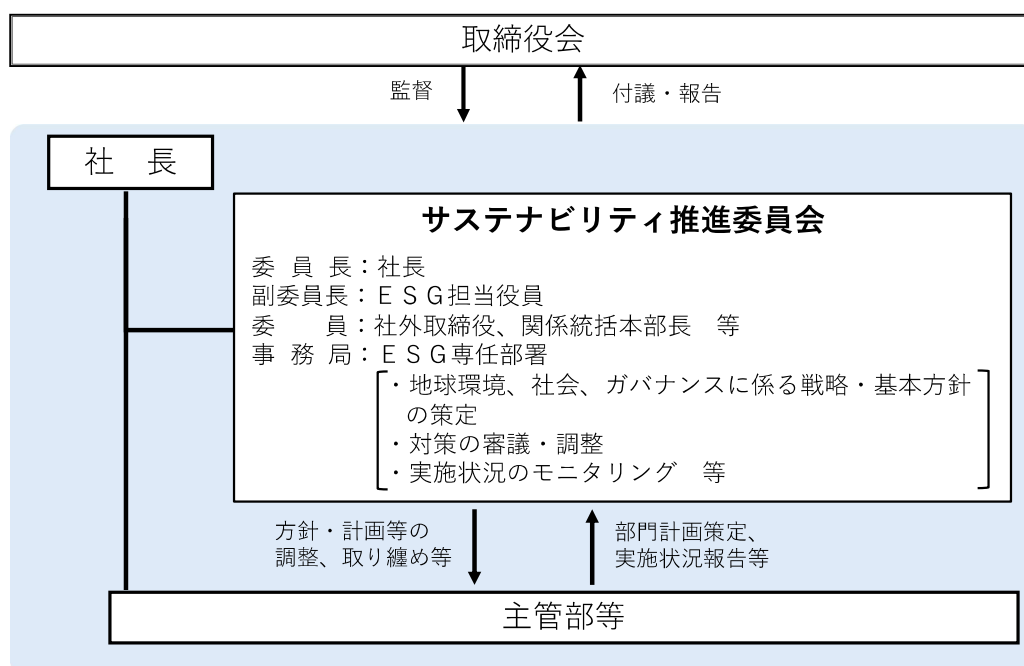 取締役会
監督
付議・報告
社　長
サステナビリティ推進委員会
委 員 長：社長
副委員長：ＥＳＧ担当役員
委　　員：社外取締役、関係統括本部長　等
事 務 局：ＥＳＧ専任部署
・地球環境、社会、ガバナンスに係る戦略・基本方針
の策定
・対策の審議・調整
・実施状況のモニタリング　等
方針・計画等の
調整、取り纏め等
部門計画策定、
実施状況報告等
主管部等